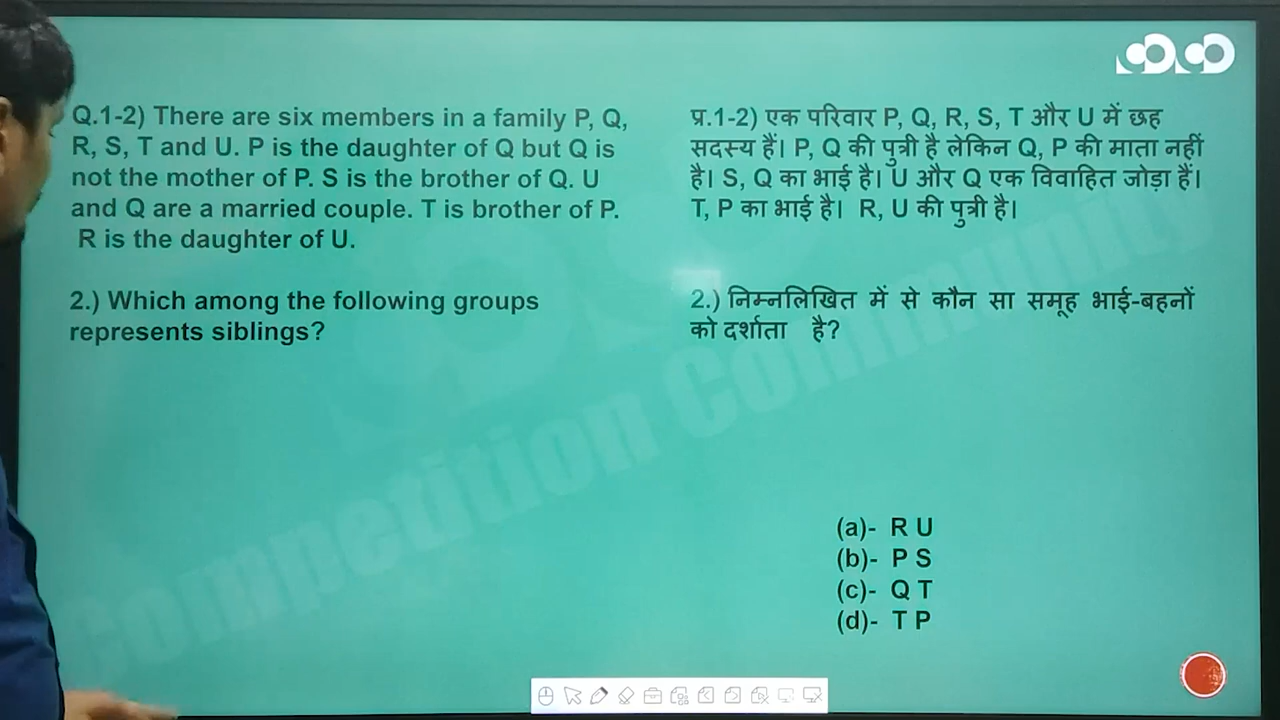 Q.1-2) There are six members in a family P, Q,
R, S, T and U. P is the daughter of Q but Q is
not the mother of P. S is the brother of Q. U
and Q are a married couple. T is brother of P.
R is the daughter of U.
2.) Which among the following groups
represents siblings?
प्र.1-2) एक परिवार P, Q, R, S, T और U में छह
सदस्य हैं। P, Q की पुत्री है लेकिन Q, P की माता नहीं
है। S, Q का भाई है। U और Q एक विवाहित जोड़ा हैं।
T, P का भाई है। R, U की पुत्री है।
2.) निम्नलिखित में से कौन सा समूह भाई-बहनों
को दर्शाता है?
(a)- R U
(b)- P S
(c)- Q T
(d)- T P
Competition Community